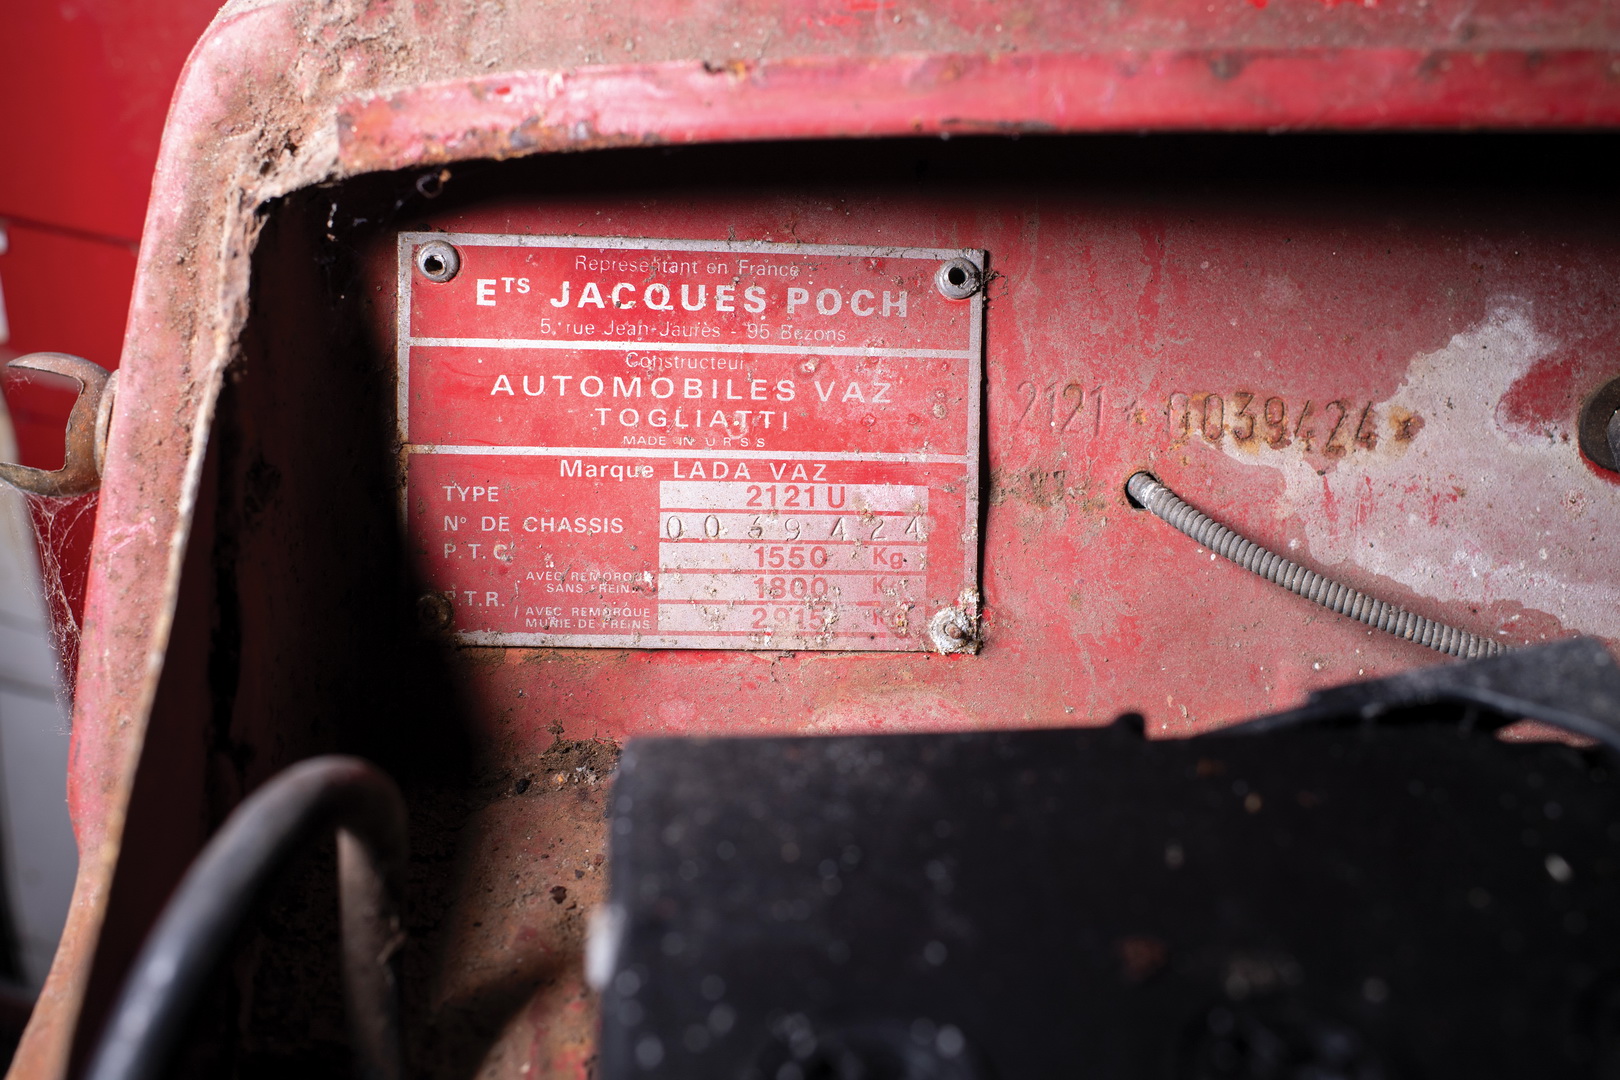 Représentant en France
ETS JACQUES POCH
5, rue Jean-Jaurès - 95 Bezons
Constructeur
AUTOMOBILES VAZ
TOGLIATTI
MADE IN U R S S
Marque LADA VAZ
TYPE 2121 U
N° DE CHASSIS 0039424
P.T.C. 1550 Kg
P.T.R. AVEC REMORQUE
SANS FREINS 1800 Kg
AVEC REMORQUE
MUNIE DE FREINS 2915 Kg
2121 * 0039424 *